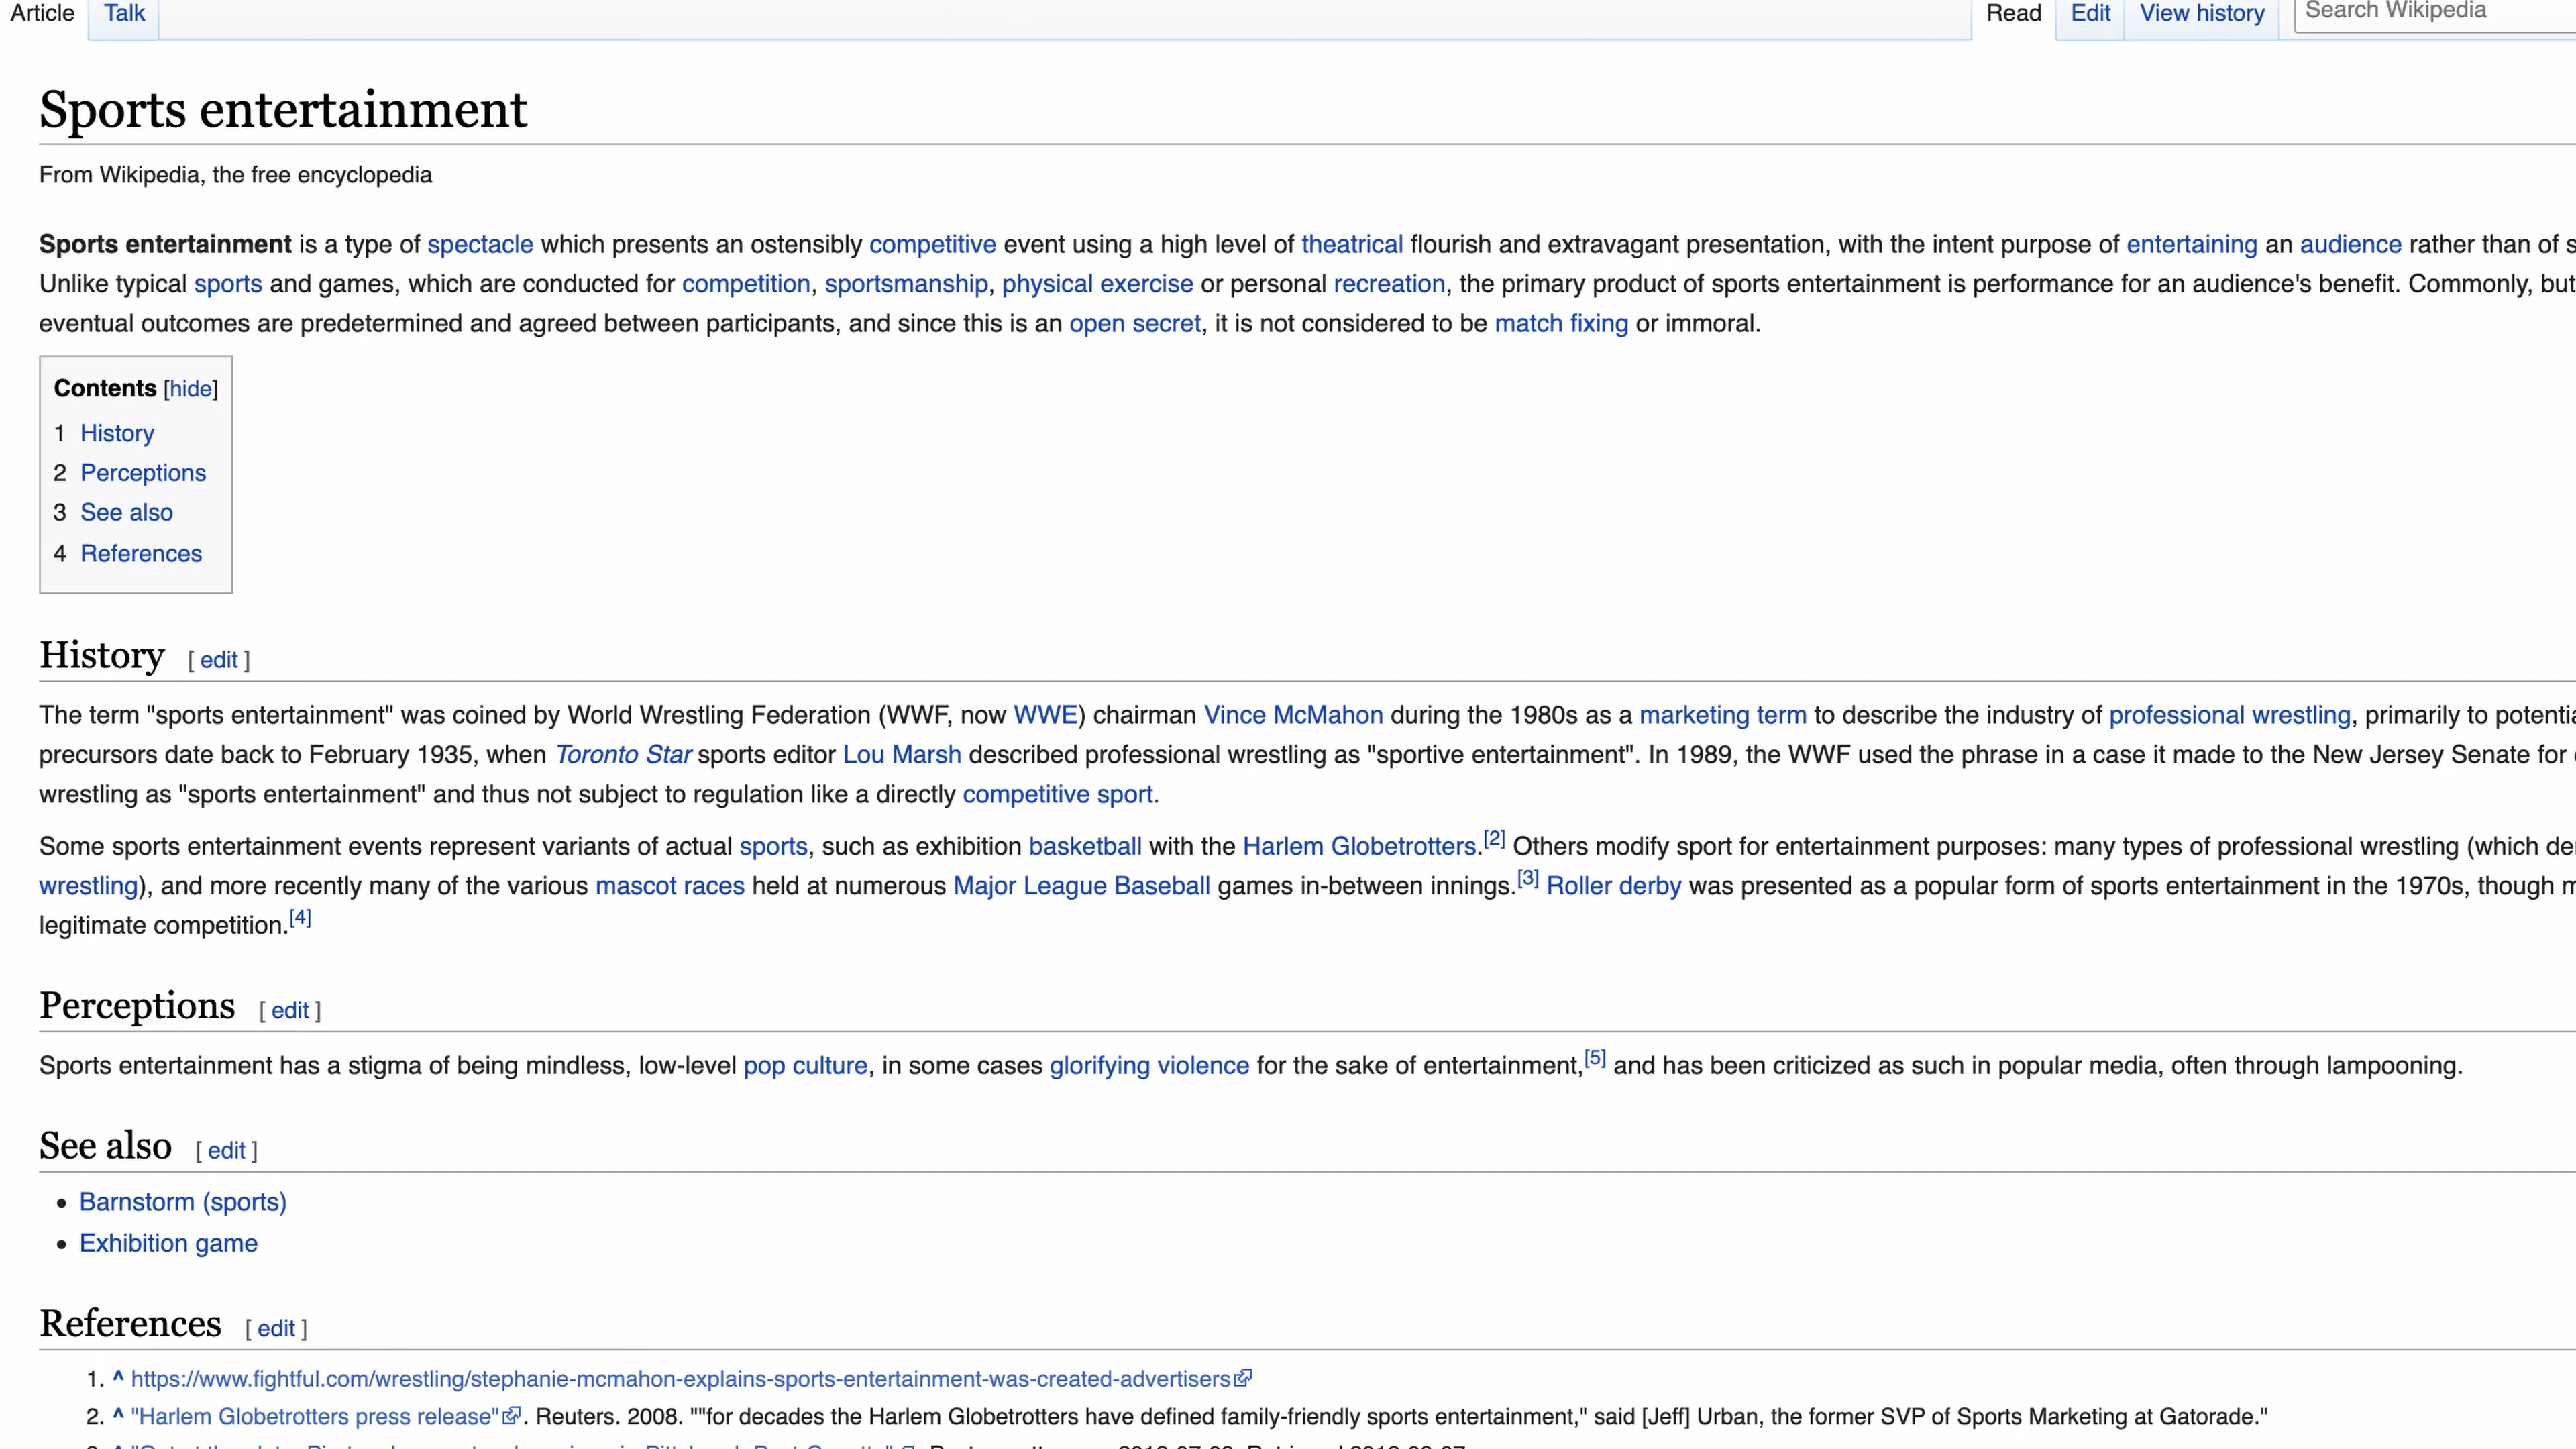 Article Talk Read Edit View history Search Wikipedia
Sports entertainment
From Wikipedia, the free encyclopedia
Sports entertainment is a type of spectacle which presents an ostensibly competitive event using a high level of theatrical flourish and extravagant presentation, with the intent purpose of entertaining an audience rather than of
Unlike typical sports and games, which are conducted for competition, sportsmanship, physical exercise or personal recreation, the primary product of sports entertainment is performance for an audience's benefit. Commonly, but
eventual outcomes are predetermined and agreed between participants, and since this is an open secret, it is not considered to be match fixing or immoral.
Contents [hide]
1 History
2 Perceptions
3 See also
4 References
History [ edit ]
The term "sports entertainment" was coined by World Wrestling Federation (WWF, now WWE) chairman Vince McMahon during the 1980s as a marketing term to describe the industry of professional wrestling, primarily to
precursors date back to February 1935, when Toronto Star sports editor Lou Marsh described professional wrestling as "sportive entertainment". In 1989, the WWF used the phrase in a case it made to the New Jersey Senate for
wrestling as "sports entertainment" and thus not subject to regulation like a directly competitive sport.
Some sports entertainment events represent variants of actual sports, such as exhibition basketball with the Harlem Globetrotters.[2] Others modify sport for entertainment purposes: many types of professional wrestling (which
wrestling), and more recently many of the various mascot races held at numerous Major League Baseball games in-between innings.[3] Roller derby was presented as a popular form of sports entertainment in the 1970s, though
legitimate competition.[4]
Perceptions [ edit ]
Sports entertainment has a stigma of being mindless, low-level pop culture, in some cases glorifying violence for the sake of entertainment,[5] and has been criticized as such in popular media, often through lampooning.
See also [ edit ]
• Barnstorm (sports)
• Exhibition game
References [ edit ]
1. ^ https://www.fightful.com/wrestling/stephanie-mcmahon-explains-sports-entertainment-was-created-advertisers
2. ^ "Harlem Globetrotters press release". Reuters. 2008. ""for decades the Harlem Globetrotters have defined family-friendly sports entertainment," said [Jeff] Urban, the former SVP of Sports Marketing at Gatorade."